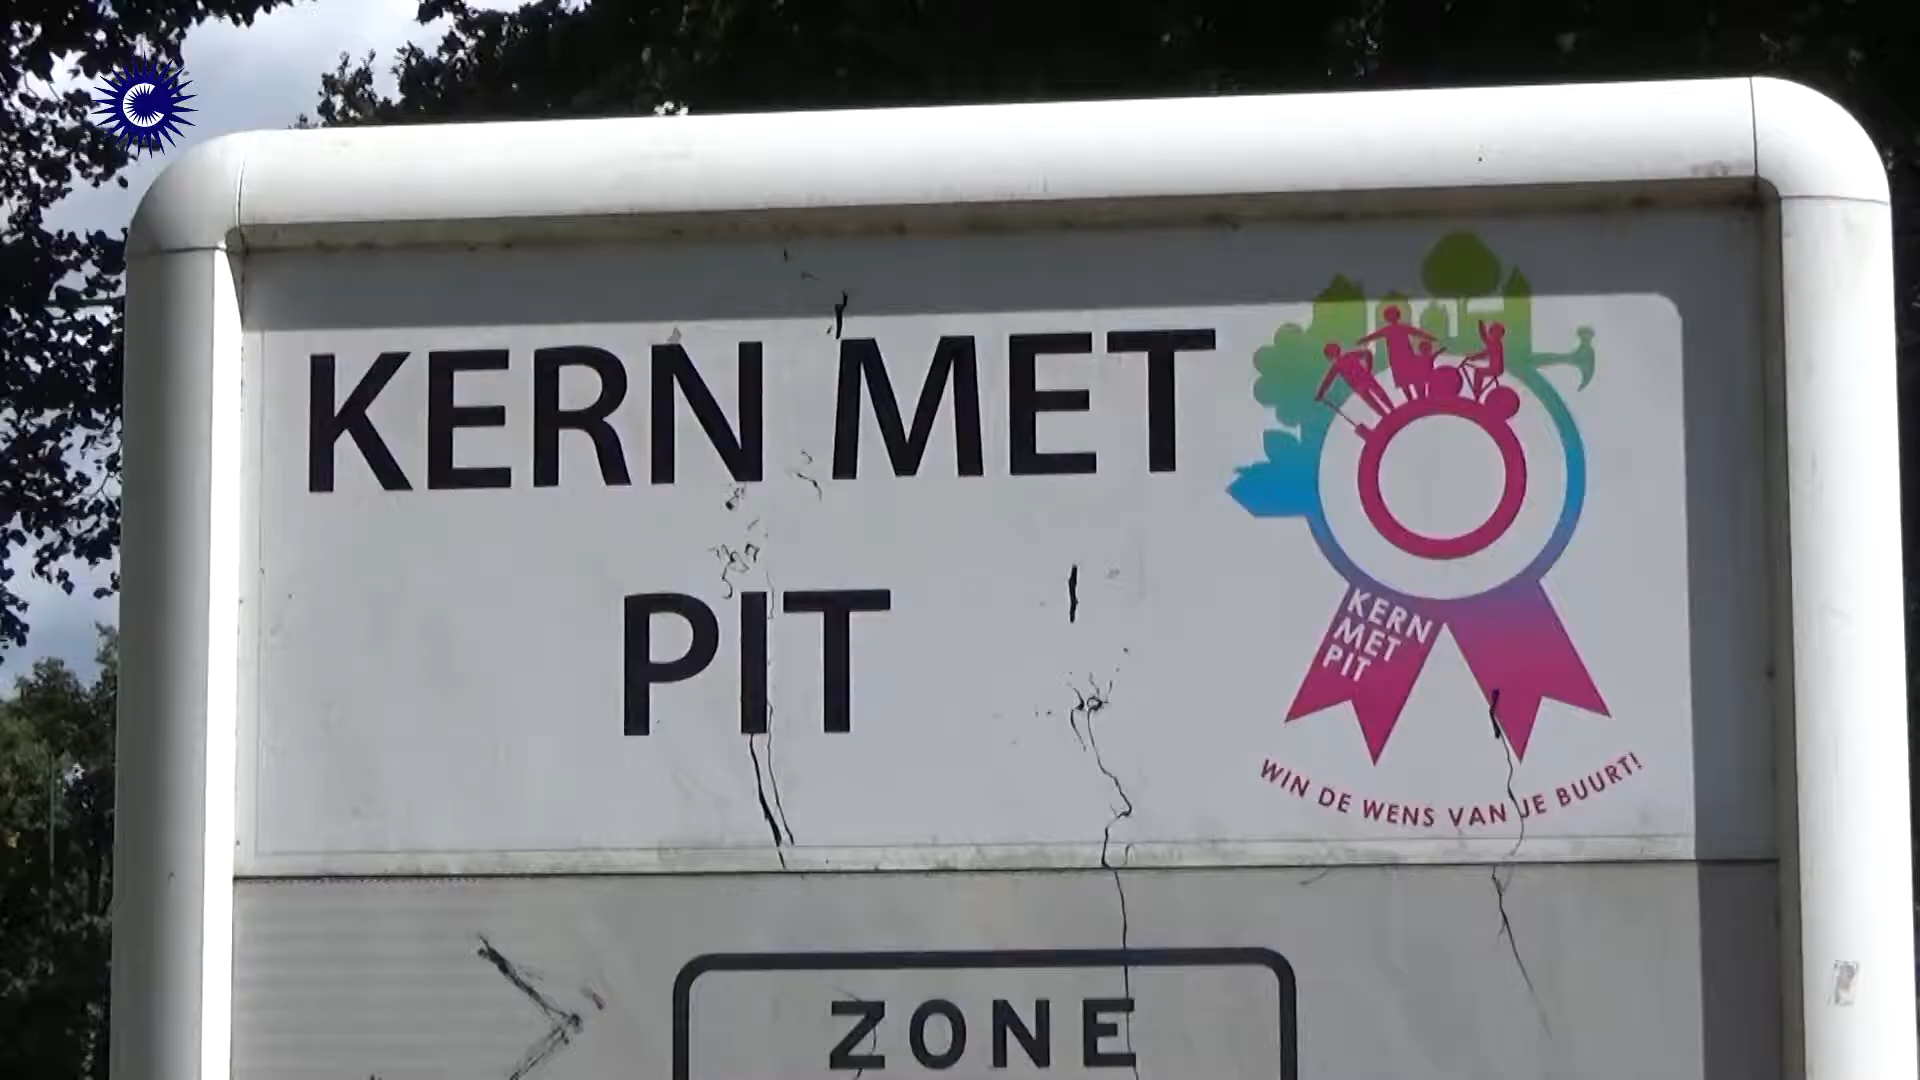 C
KERN MET
PIT
KERN
MET
PIT
WIN DE WENS VAN JE BUURT!
ZONE